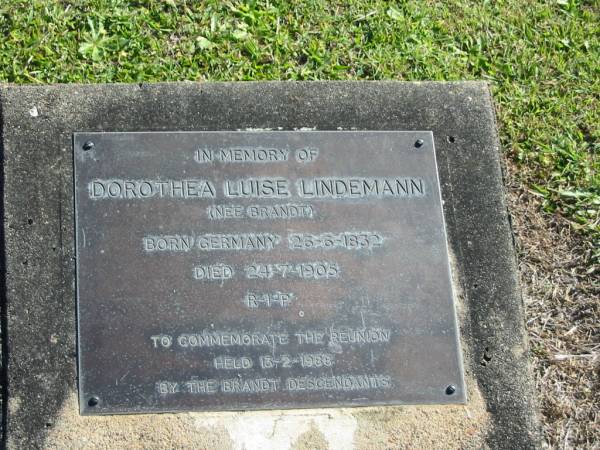 IN MEMORY OF
DOROTHEA LUISE LINDEMANN
(NEE BRANDT)
BORN GERMANY 26-6-1832
DIED 24-7-1905
R-I-P
TO COMMEMORATE THE REUNION
HELD 13-2-1988
BY THE BRANDT DESCENDANTS